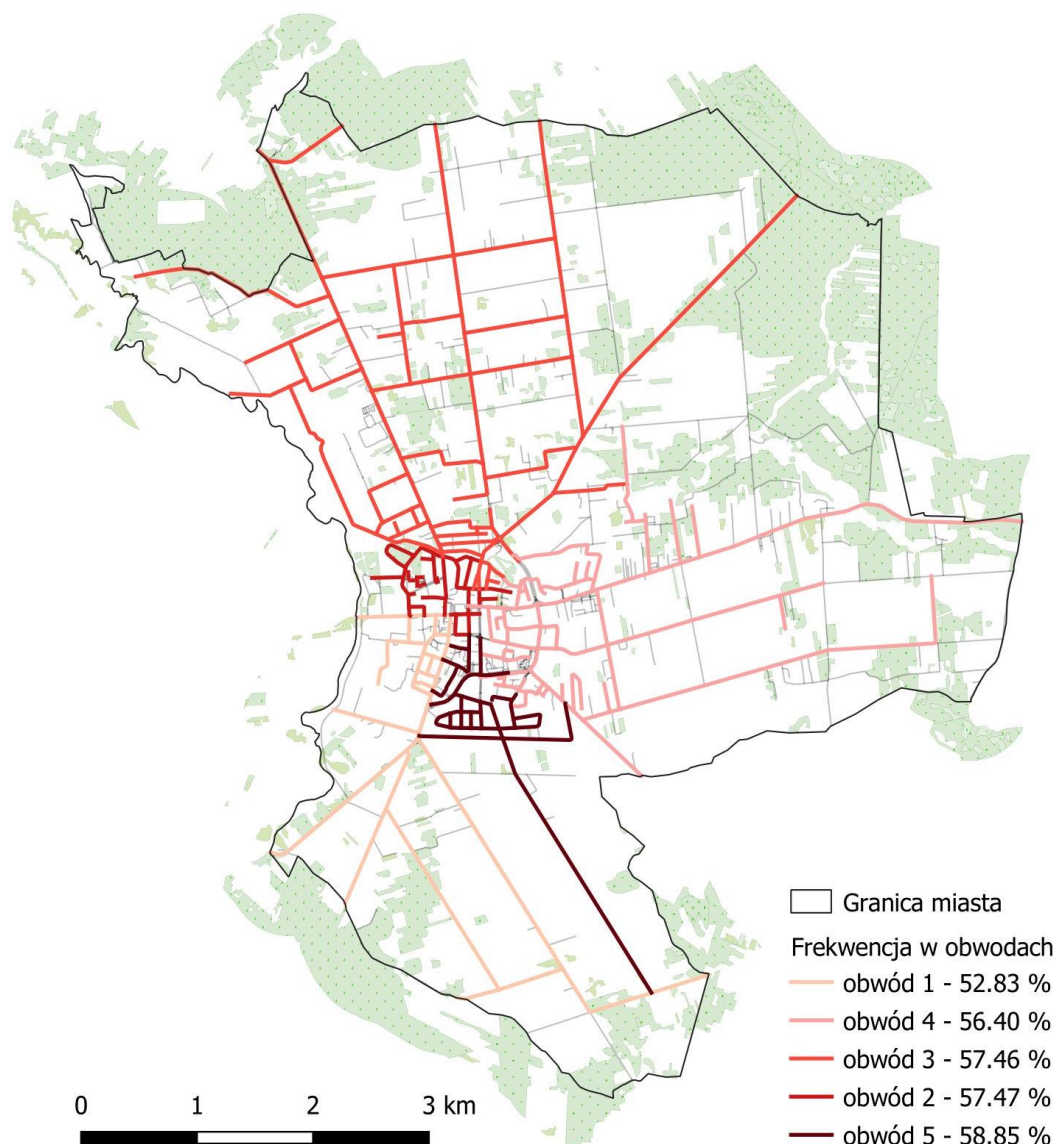 Granica miasta
Frekwencja w obwodach
obwód 1 - 52.83 %
obwód 4 - 56.40 %
obwód 3 - 57.46 %
obwód 2 - 57.47 %
obwód 5 - 58.85 %
0 1 2 3 km